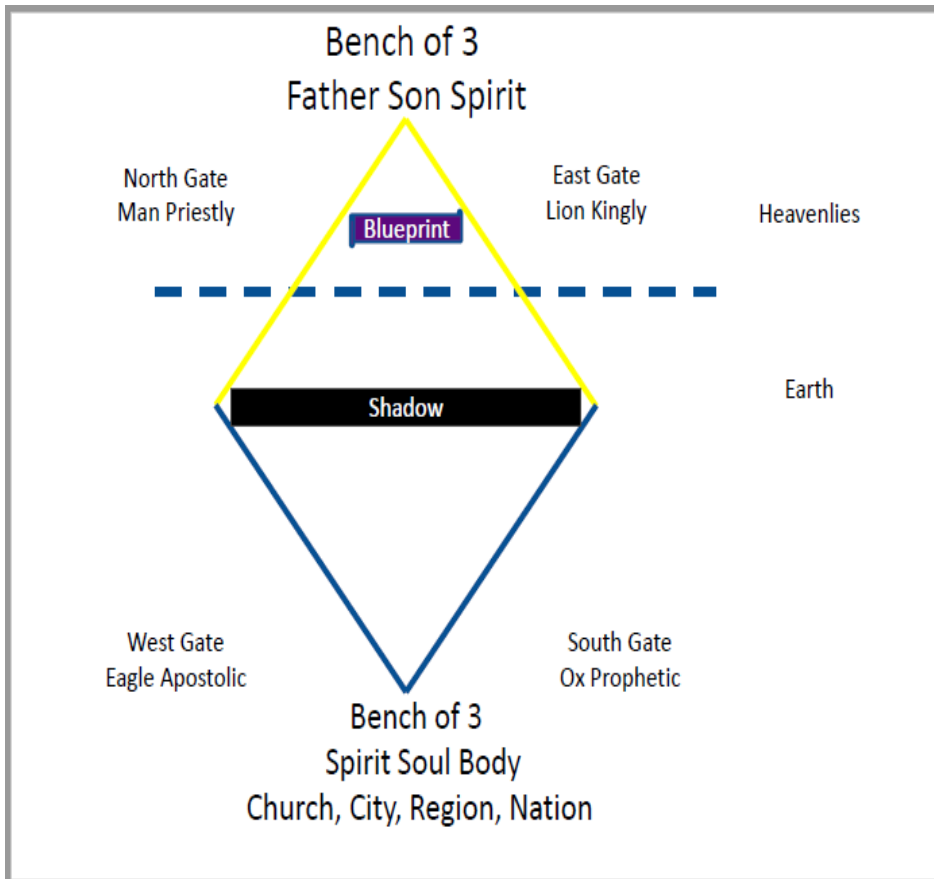 Bench of 3
Father Son Spirit
North Gate
Man Priestly
East Gate
Lion Kingly
Heavenlies
Blueprint
Earth
Shadow
West Gate
Eagle Apostolic
South Gate
Ox Prophetic
Bench of 3
Spirit Soul Body
Church, City, Region, Nation